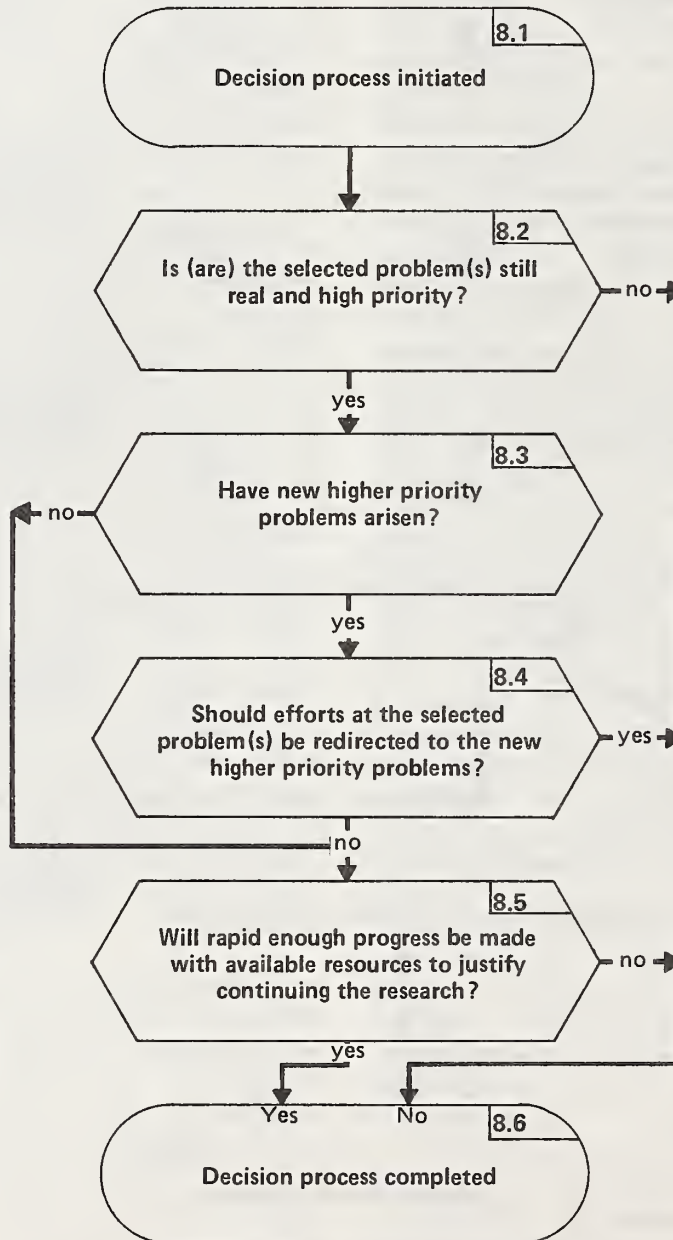 8.1
Decision process initiated
8.2
Is (are) the selected problem(s) still
real and high priority?
no
yes
8.3
Have new higher priority
problems arisen?
no
yes
8.4
Should efforts at the selected
problem(s) be redirected to the new
higher priority problems?
yes
no
8.5
Will rapid enough progress be made
with available resources to justify
continuing the research?
no
yes
Yes No
8.6
Decision process completed